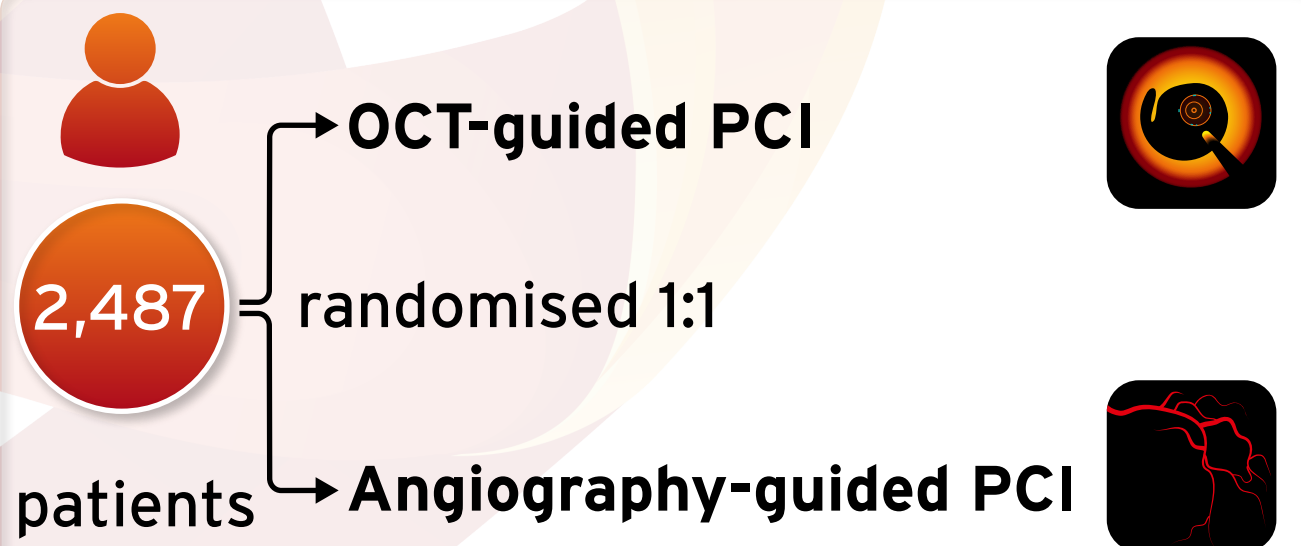 OCT-guided PCI
2,487
randomised 1:1
patients
Angiography-guided PCI